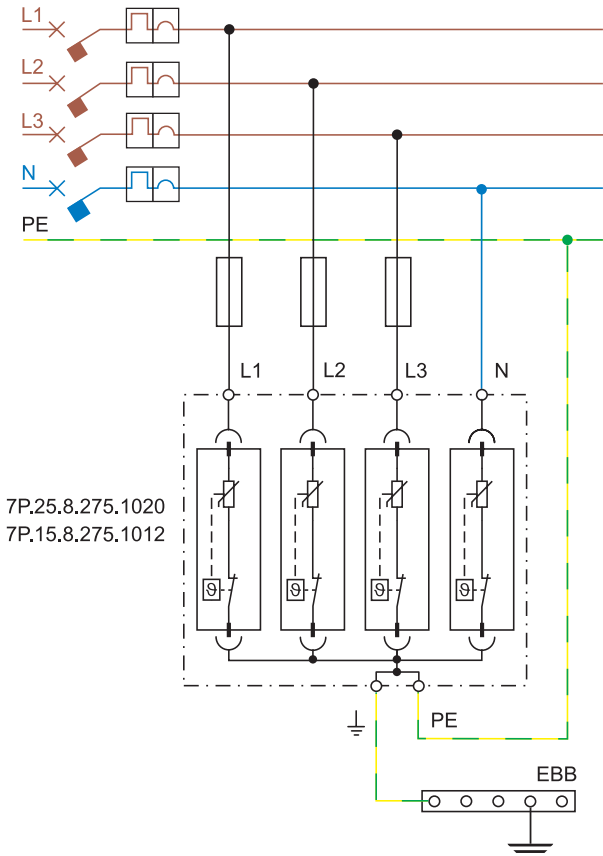 L1
L2
L3
N
PE
L1 L2 L3 N
7P.25.8.275.1020
7P.15.8.275.1012
ϑ ϑ ϑ ϑ
PE
EBB